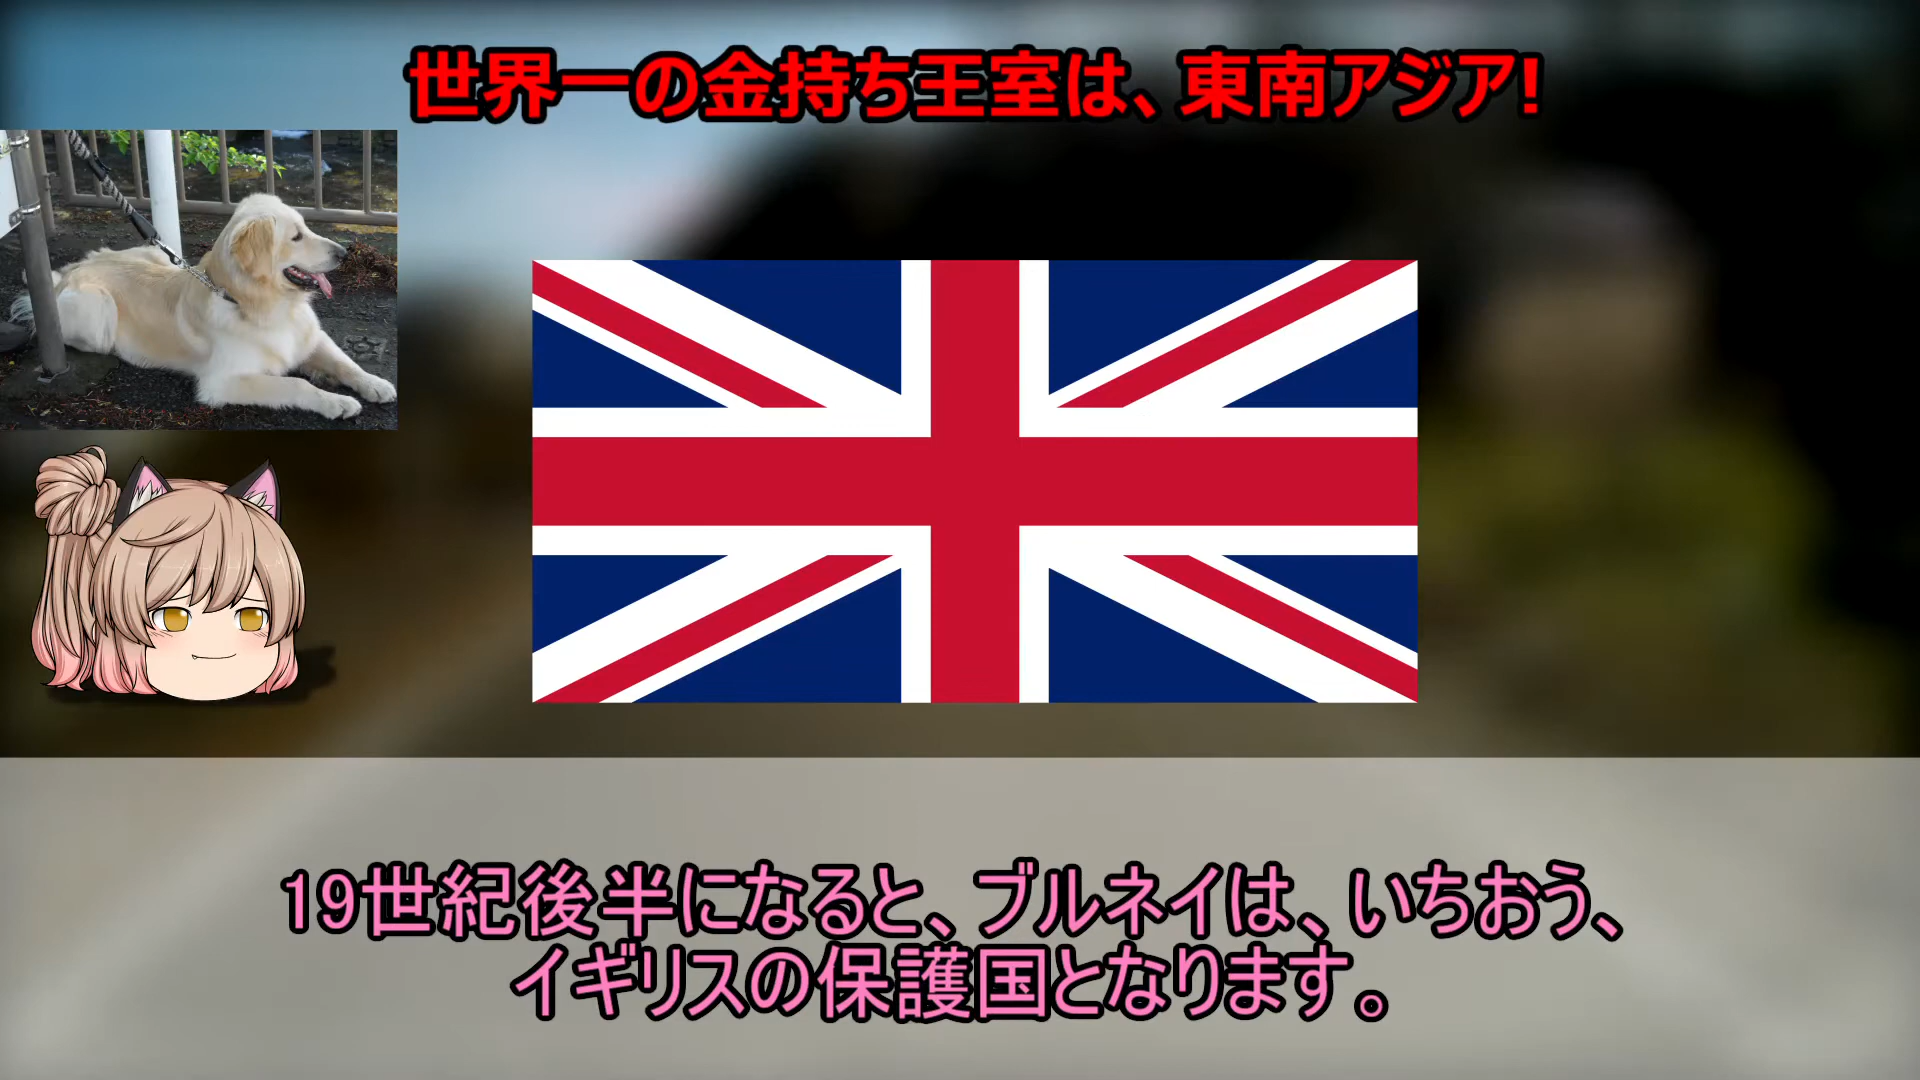 世界一の金持ち王室は、東南アジア!
19世紀後半になると、ブルネイは、いちおう、
イギリスの保護国となります。